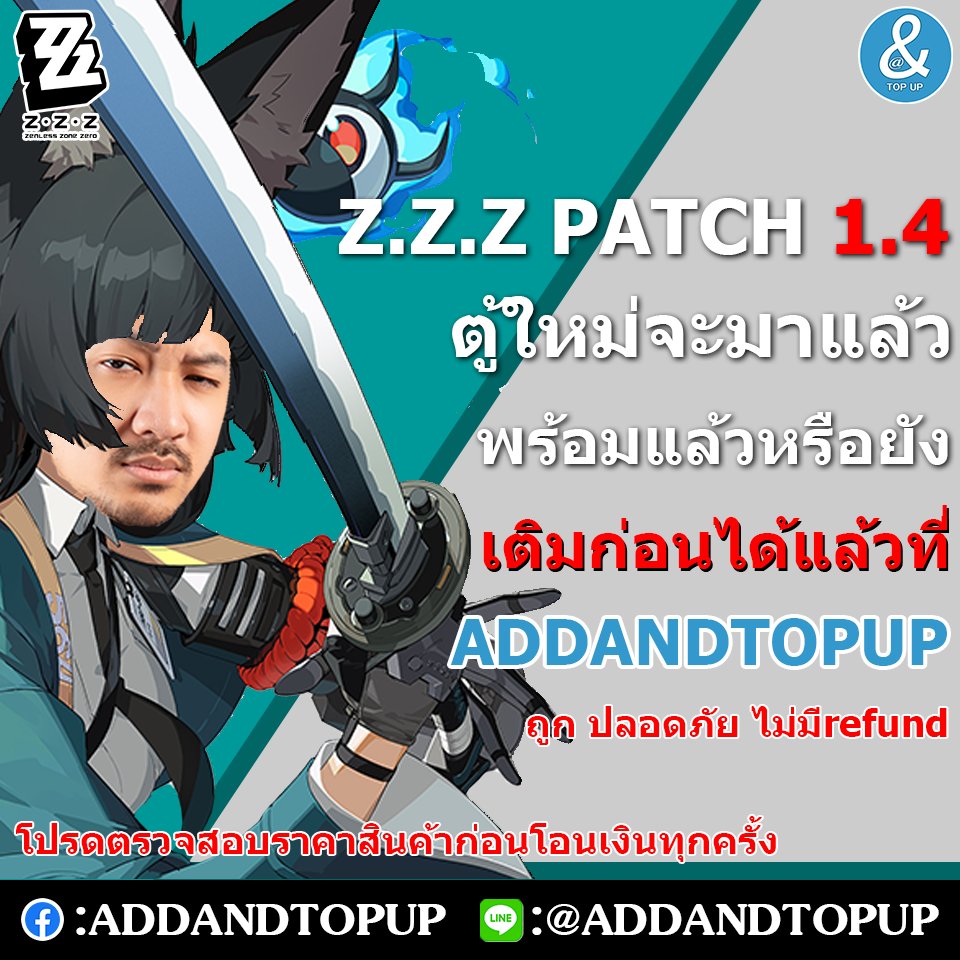 Z·Z·Z
ZENLESS ZONE ZERO
&
@
TOP UP
Z.Z.Z PATCH 1.4
ตู้ใหม่จะมาแล้ว
พร้อมแล้วหรือยัง
เติมก่อนได้แล้วที่
ADDANDTOPUP
ถูก ปลอดภัย ไม่มีrefund
โปรดตรวจสอบราคาสินค้าก่อนโอนเงินทุกครั้ง
:ADDANDTOPUP
LINE :@ADDANDTOPUP